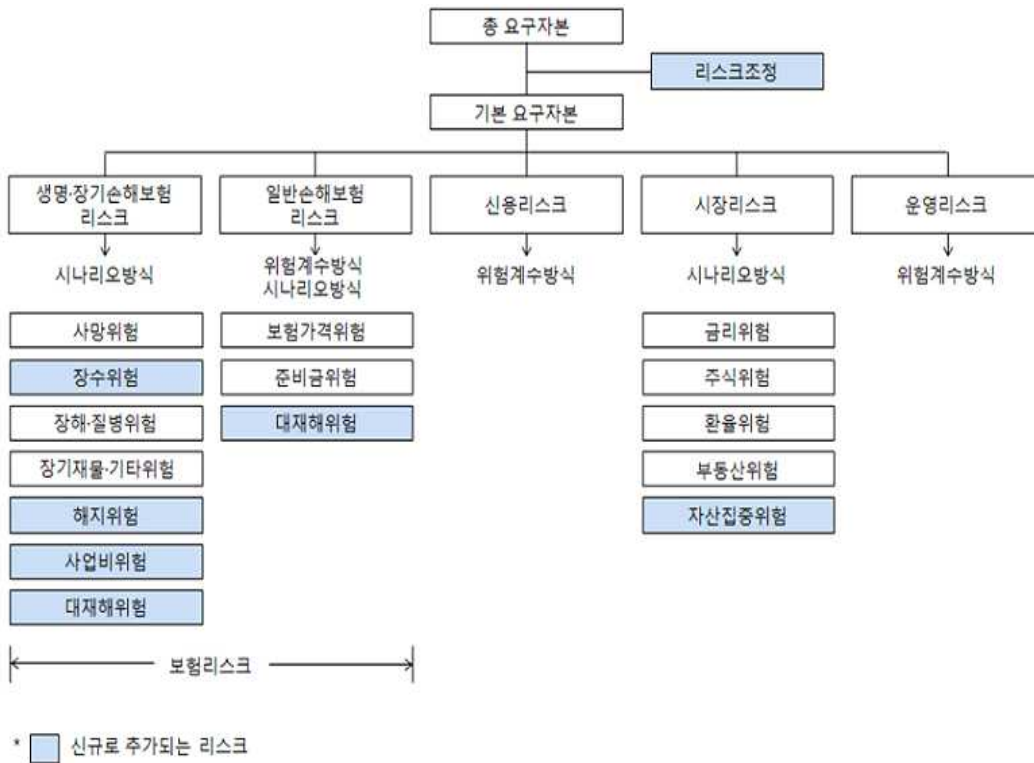 총 요구자본
리스크조정
기본 요구자본
생명·장기손해보험
리스크
일반손해보험
리스크
신용리스크
시장리스크
운영리스크
시나리오방식
위험계수방식
시나리오방식
위험계수방식
시나리오방식
위험계수방식
사망위험
장수위험
장해·질병위험
장기재물·기타위험
해지위험
사업비위험
대재해위험
보험가격위험
준비금위험
대재해위험
금리위험
주식위험
환율위험
부동산위험
자산집중위험
보험리스크
* 신규로 추가되는 리스크